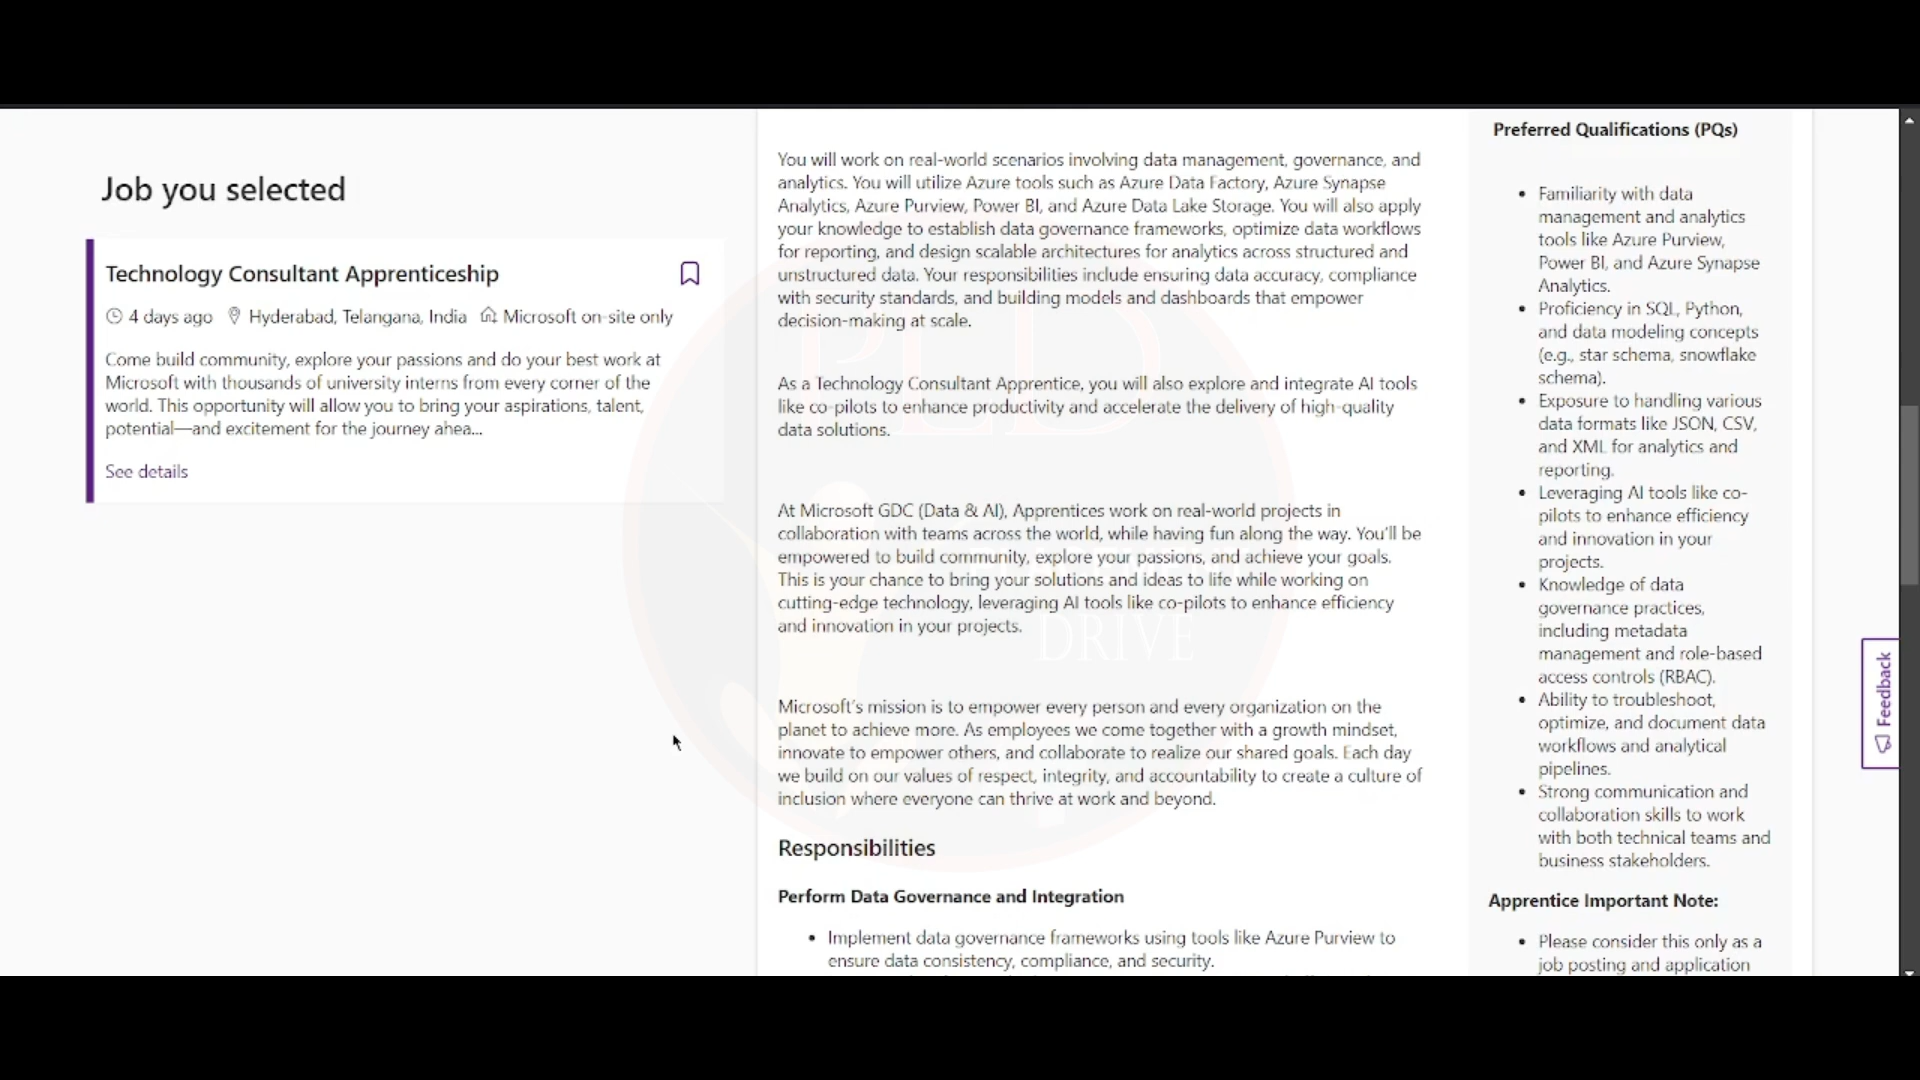 Job you selected
Technology Consultant Apprenticeship
4 days ago Hyderabad, Telangana, India Microsoft on-site only
Come build community, explore your passions and do your best work at
Microsoft with thousands of university interns from every corner of the
world. This opportunity will allow you to bring your aspirations, talent,
potential—and excitement for the journey ahea...
See details
You will work on real-world scenarios involving data management, governance, and
analytics. You will utilize Azure tools such as Azure Data Factory, Azure Synapse
Analytics, Azure Purview, Power BI, and Azure Data Lake Storage. You will also apply
your knowledge to establish data governance frameworks, optimize data workflows
for reporting, and design scalable architectures for analytics across structured and
unstructured data. Your responsibilities include ensuring data accuracy, compliance
with security standards, and building models and dashboards that empower
decision-making at scale.
As a Technology Consultant Apprentice, you will also explore and integrate AI tools
like co-pilots to enhance productivity and accelerate the delivery of high-quality
data solutions.
At Microsoft GDC (Data & AI), Apprentices work on real-world projects in
collaboration with teams across the world, while having fun along the way. You'll be
empowered to build community, explore your passions, and achieve your goals.
This is your chance to bring your solutions and ideas to life while working on
cutting-edge technology, leveraging AI tools like co-pilots to enhance efficiency
and innovation in your projects.
Microsoft's mission is to empower every person and every organization on the
planet to achieve more. As employees we come together with a growth mindset,
innovate to empower others, and collaborate to realize our shared goals. Each day
we build on our values of respect, integrity, and accountability to create a culture of
inclusion where everyone can thrive at work and beyond.
Responsibilities
Perform Data Governance and Integration
• Implement data governance frameworks using tools like Azure Purview to
ensure data consistency, compliance, and security.
Preferred Qualifications (PQs)
• Familiarity with data
management and analytics
tools like Azure Purview,
Power BI, and Azure Synapse
Analytics.
• Proficiency in SQL, Python,
and data modeling concepts
(e.g., star schema, snowflake
schema).
• Exposure to handling various
data formats like JSON, CSV,
and XML for analytics and
reporting.
• Leveraging AI tools like co-
pilots to enhance efficiency
and innovation in your
projects.
• Knowledge of data
governance practices,
including metadata
management and role-based
access controls (RBAC).
• Ability to troubleshoot,
optimize, and document data
workflows and analytical
pipelines.
• Strong communication and
collaboration skills to work
with both technical teams and
business stakeholders.
Apprentice Important Note:
• Please consider this only as a
job posting and application
Feedback
PLD
DRIVE